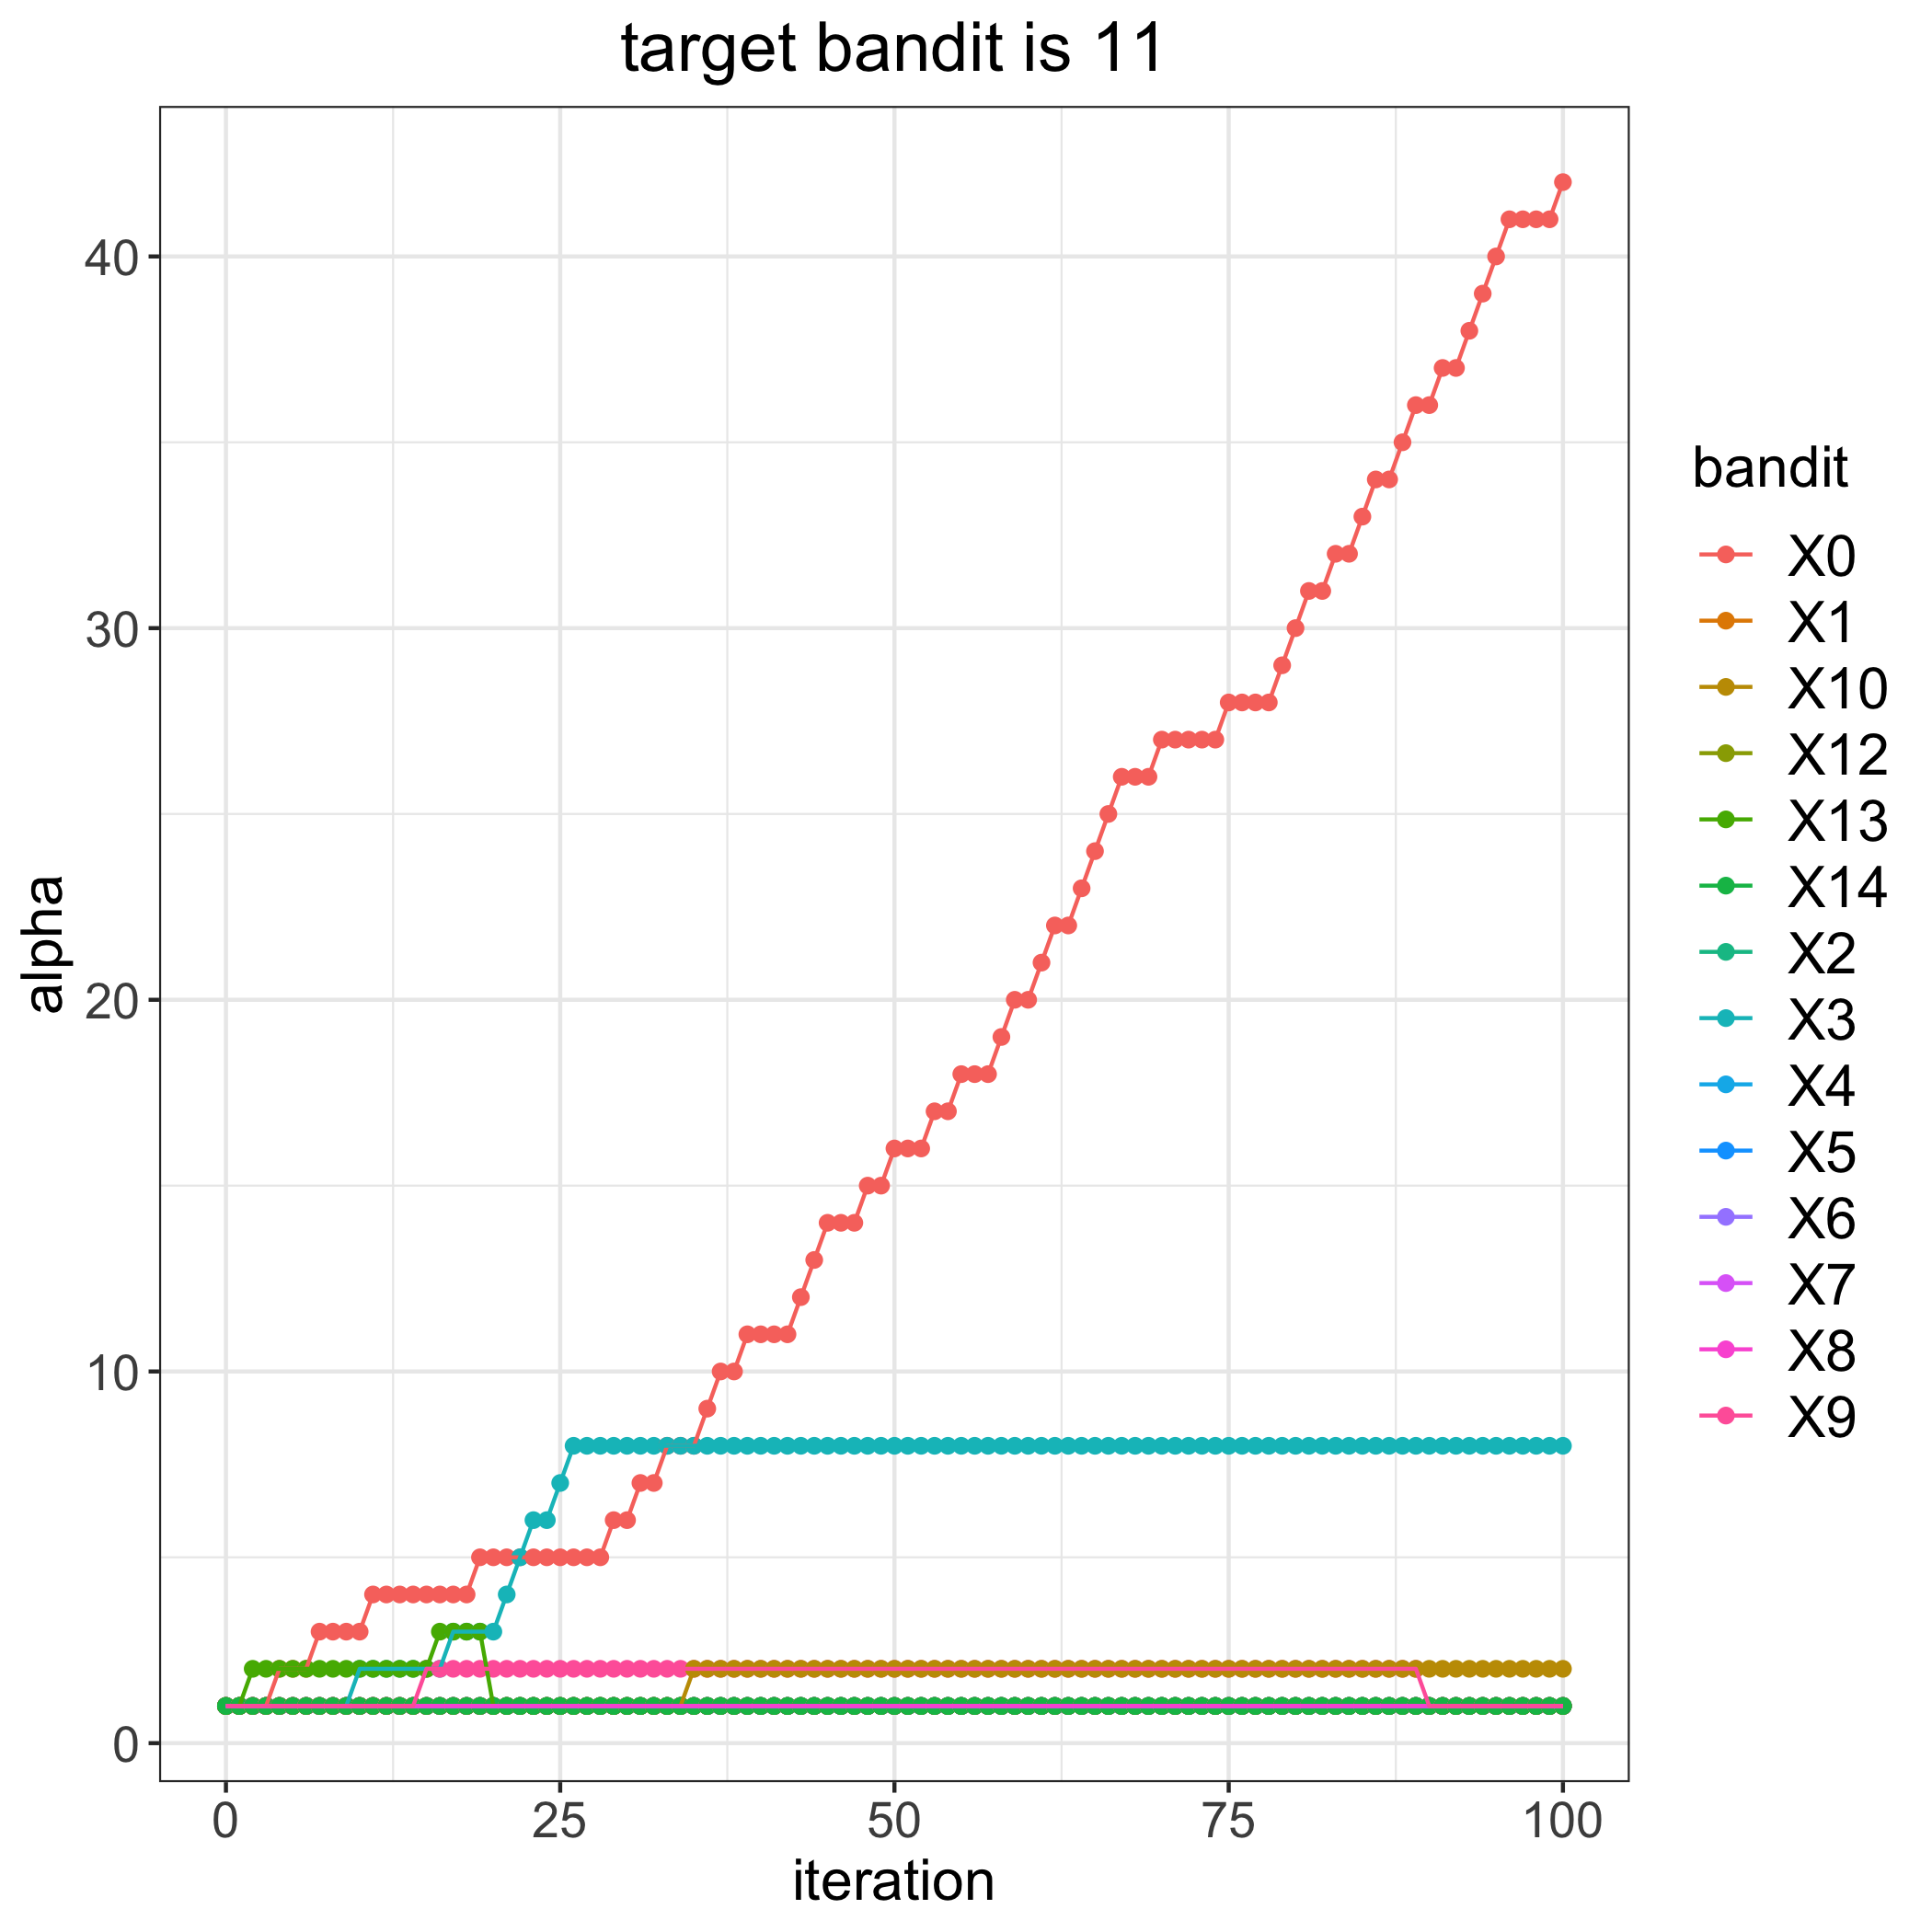 target bandit is 11
alpha
40
30
20
10
0
0 25 50 75 100
iteration
bandit
X0
X1
X10
X12
X13
X14
X2
X3
X4
X5
X6
X7
X8
X9